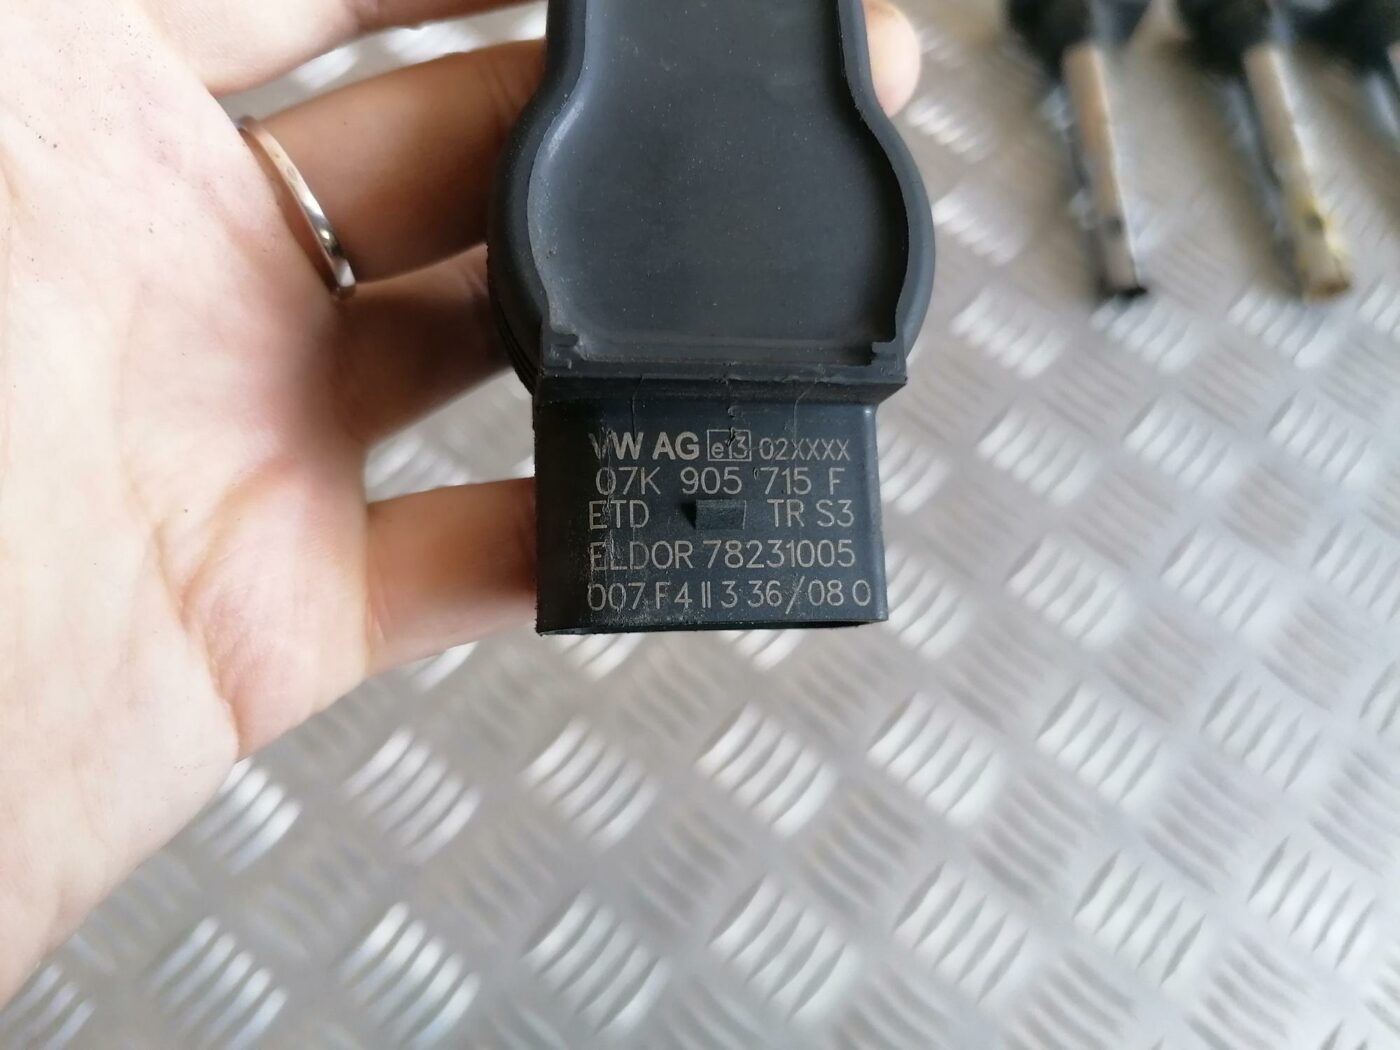 VW AG e13 02XXXX
07K 905 715 F
ETD TR S3
ELDOR 78231005
007 F4 II 3 36/08 0